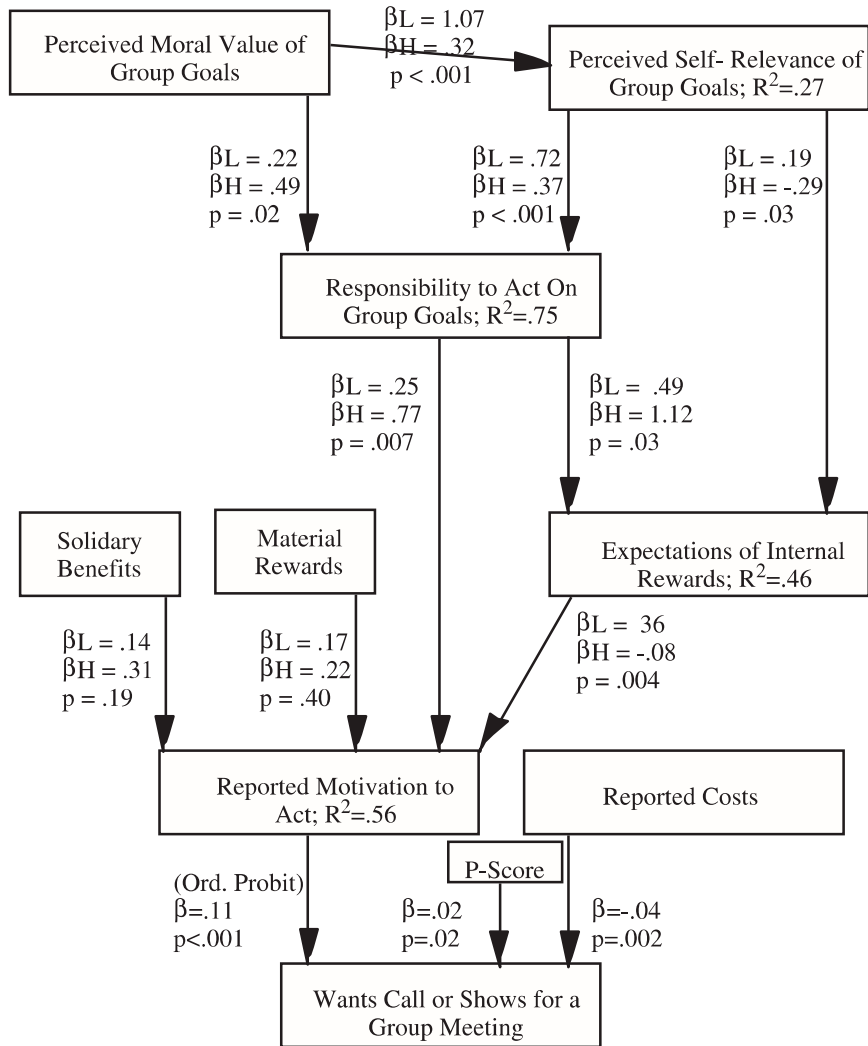 Perceived Moral Value of
Group Goals
βL = 1.07
βH = .32
p < .001
Perceived Self- Relevance of
Group Goals; R²=.27
βL = .22
βH = .49
p = .02
βL = .72
βH = .37
p < .001
βL = .19
βH = -.29
p = .03
Responsibility to Act On
Group Goals; R²=.75
βL = .25
βH = .77
p = .007
βL = .49
βH = 1.12
p = .03
Solidary
Benefits
Material
Rewards
Expectations of Internal
Rewards; R²=.46
βL = .14
βH = .31
p = .19
βL = .17
βH = .22
p = .40
βL = 36
βH = -.08
p = .004
Reported Motivation to
Act; R²=.56
Reported Costs
P-Score
(Ord. Probit)
β=.11
p<.001
β=.02
p=.02
β=-.04
p=.002
Wants Call or Shows for a
Group Meeting